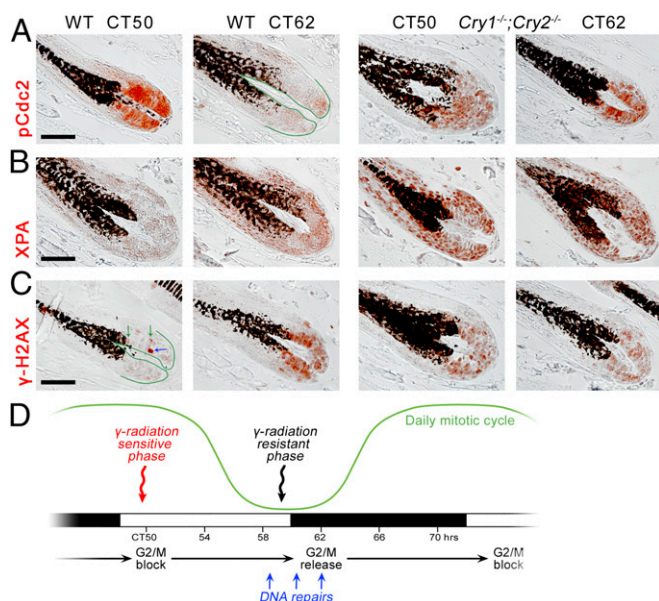 WT CT50 WT CT62 CT50 Cry1-/-;Cry2-/- CT62
A
pCdc2
B
XPA
C
γ-H2AX
D
Daily mitotic cycle
γ-radiation
sensitive
phase
γ-radiation
resistant
phase
CT50 54 58 62 66 70 hrs
G2/M
block
G2/M
release
G2/M
block
DNA repairs